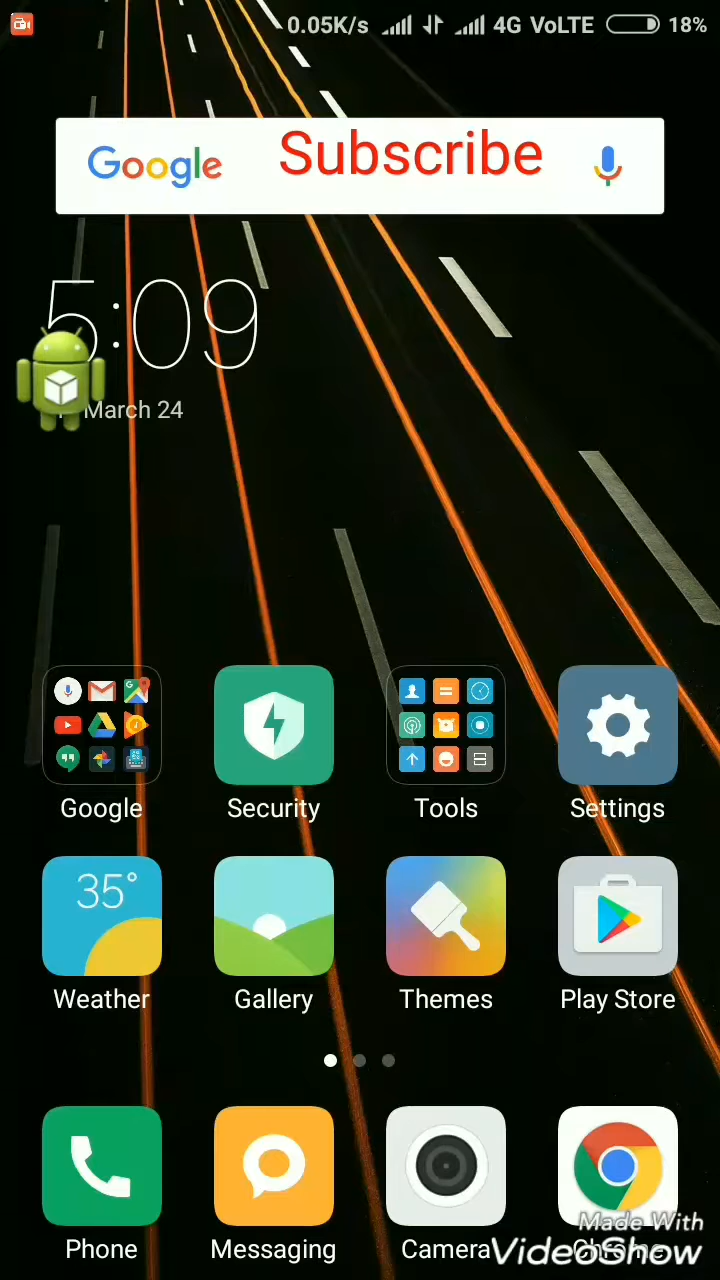 0.05K/s 4G VoLTE 18%
Google Subscribe
5:09
March 24
Google Security Tools Settings
35°
Weather Gallery Themes Play Store
Phone Messaging Camera
Made With
VideoShow